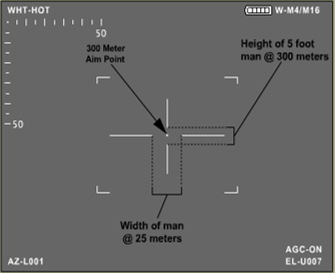 WHT-HOT
W-M4/M16
50
50
300 Meter
Aim Point
Height of 5 foot
man @ 300 meters
Width of man
@ 25 meters
AGC-ON
AZ-L001
EL-U007